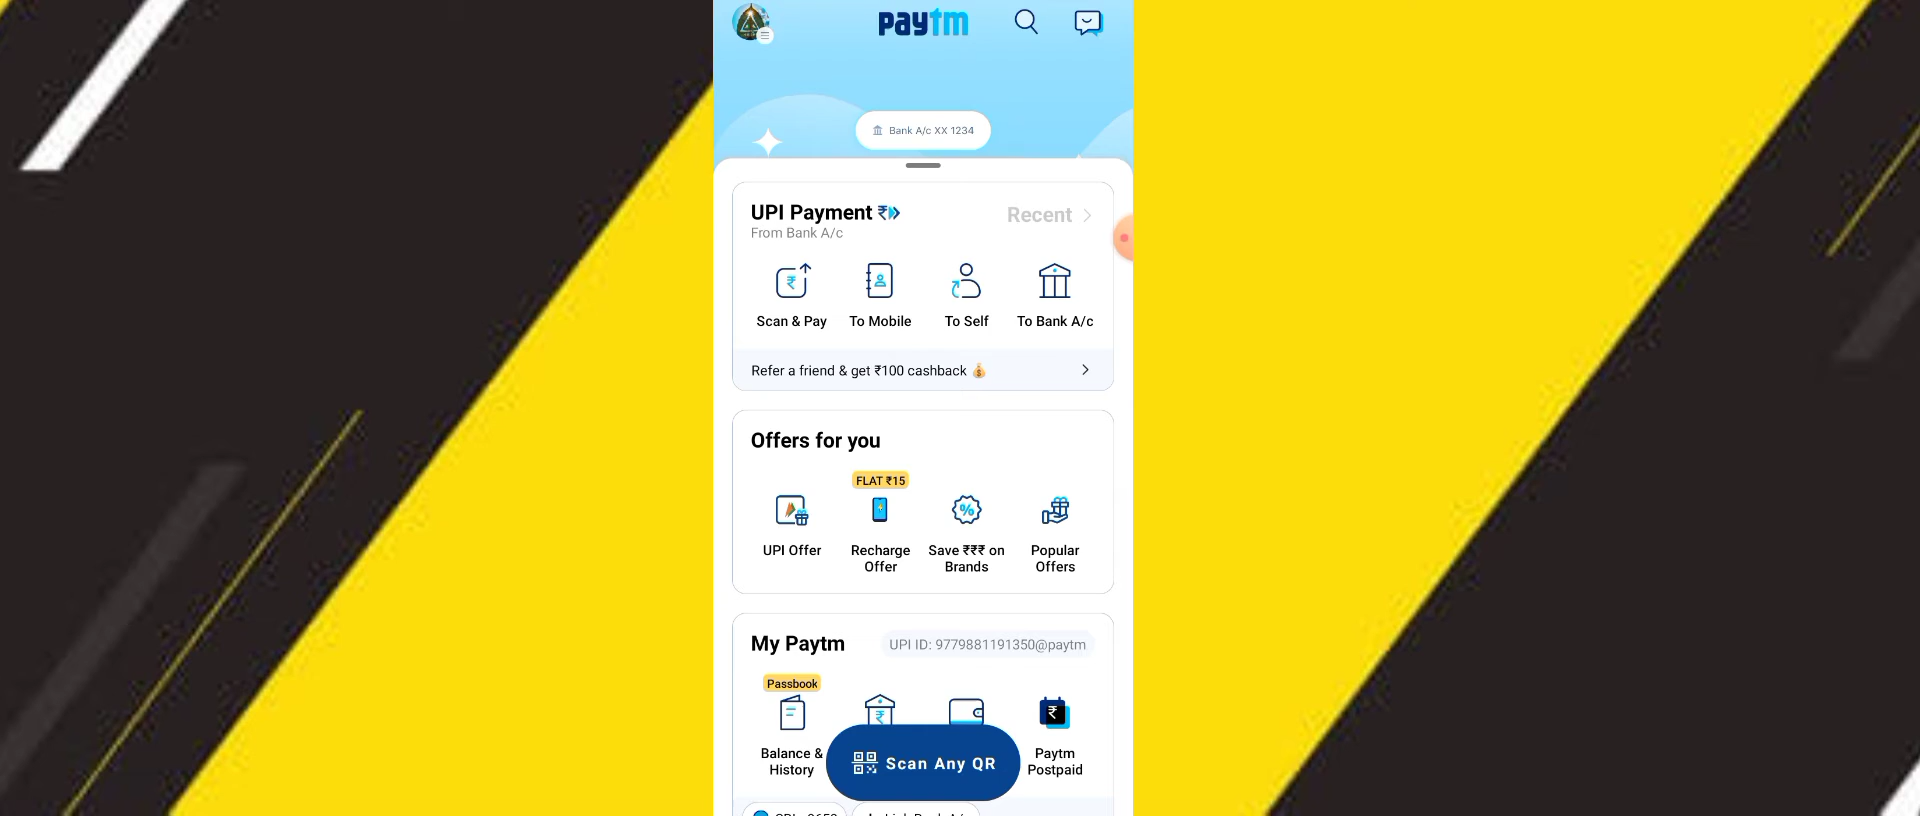 paytm
Bank A/c XX 1234
UPI Payment
Recent
From Bank A/c
Scan & Pay
To Mobile
To Self
To Bank A/c
Refer a friend & get ₹100 cashback
Offers for you
FLAT ₹15
UPI Offer
Recharge
Offer
Save ₹₹₹ on
Brands
Popular
Offers
My Paytm
UPI ID: 9779881191350@paytm
Passbook
Balance &
History
Scan Any QR
Paytm
Postpaid